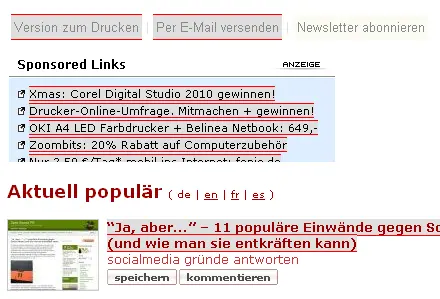 Version zum Drucken | Per E-Mail versenden | Newsletter abonnieren
Sponsored Links
ANZEIGE
Xmas: Corel Digital Studio 2010 gewinnen!
Drucker-Online-Umfrage. Mitmachen + gewinnen!
OKI A4 LED Farbdrucker + Belinea Netbook: 649,-
Zoombits: 20% Rabatt auf Computerzubehör
Nur 2,50 €/Tag* mobil ins Internet: fonic.de
Aktuell populär ( de | en | fr | es )
“Ja, aber...” – 11 populäre Einwände gegen So
(und wie man sie entkräften kann)
socialmedia gründe antworten
speichern kommentieren